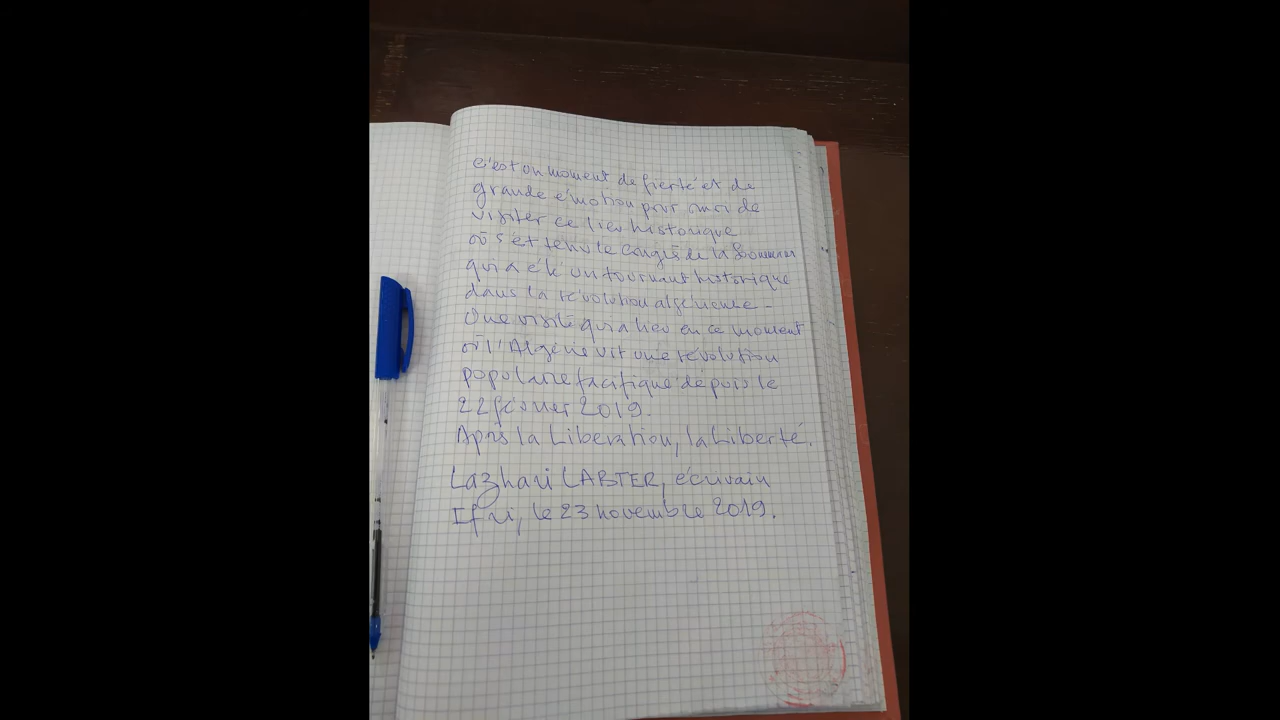 C'est un moment de fierté et de
grande émotion pour moi de
visiter ce lieu historique
où s'est tenu le Congrès de la Soummam
qui a été un tournant historique
dans la révolution algérienne -
Une visite qui a lieu en ce moment
où l'Algérie vit une révolution
populaire pacifique depuis le
22 février 2019.
Après la Libération, la Liberté.
Lazhari LABTER, écrivain
Ifri, le 23 novembre 2019.